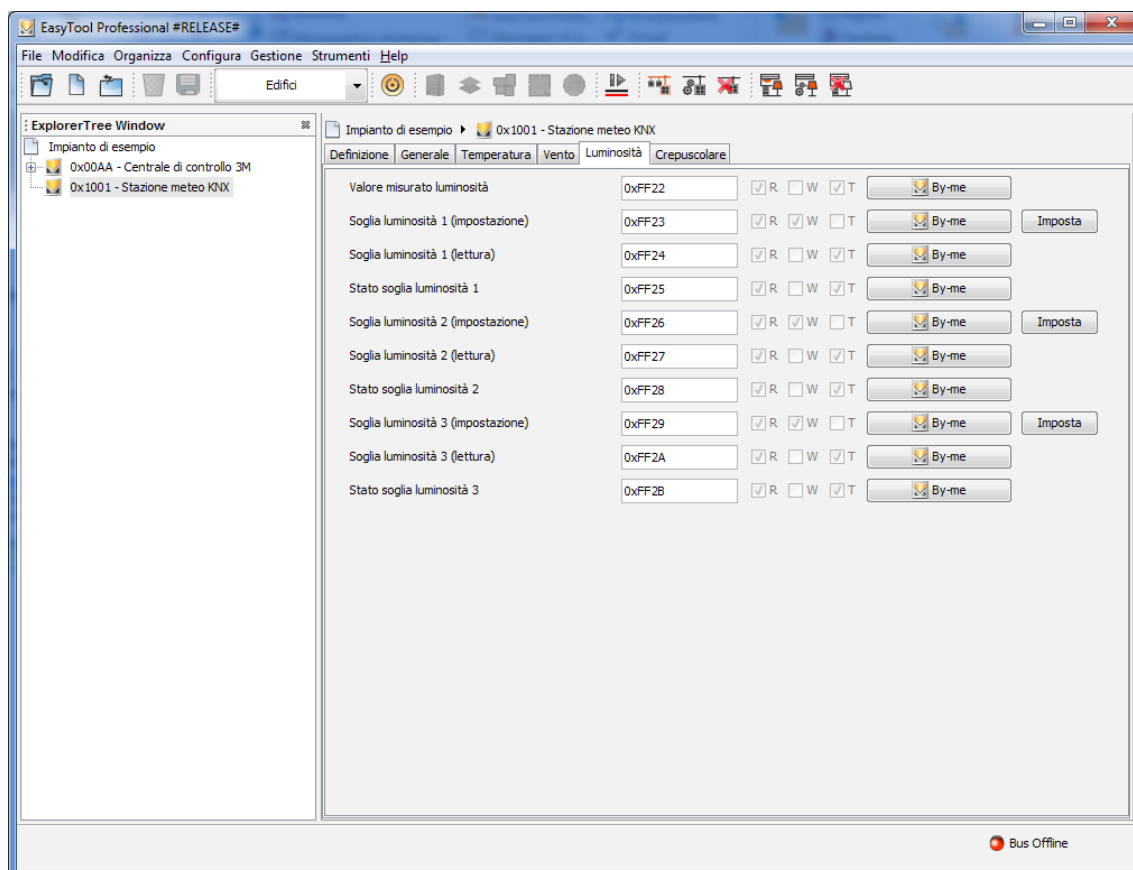 EasyTool Professional #RELEASE#
File Modifica Organizza Configura Gestione Strumenti Help
Edifici
ExplorerTree Window
Impianto di esempio
0x00AA - Centrale di controllo 3M
0x1001 - Stazione meteo KNX
Impianto di esempio 0x1001 - Stazione meteo KNX
Definizione Generale Temperatura Vento Luminosità Crepuscolare
Valore misurato luminosità 0xFF22 R W T By-me
Soglia luminosità 1 (impostazione) 0xFF23 R W T By-me Imposta
Soglia luminosità 1 (lettura) 0xFF24 R W T By-me
Stato soglia luminosità 1 0xFF25 R W T By-me
Soglia luminosità 2 (impostazione) 0xFF26 R W T By-me Imposta
Soglia luminosità 2 (lettura) 0xFF27 R W T By-me
Stato soglia luminosità 2 0xFF28 R W T By-me
Soglia luminosità 3 (impostazione) 0xFF29 R W T By-me Imposta
Soglia luminosità 3 (lettura) 0xFF2A R W T By-me
Stato soglia luminosità 3 0xFF2B R W T By-me
Bus Offline